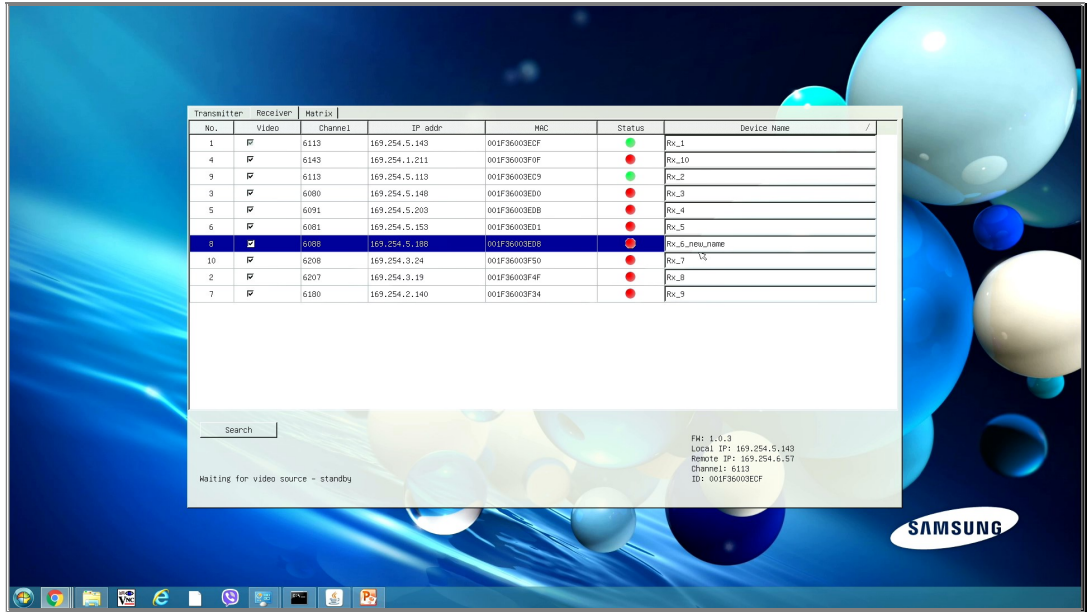 Transmitter Receiver Matrix
No. Video Channel IP addr MAC Status Device Name /
1 6113 169.254.5.143 001F36003ECF Rx_1
4 6143 169.254.1.211 001F36003F0F Rx_10
9 6113 169.254.5.113 001F36003EC9 Rx_2
3 6080 169.254.5.148 001F36003ED0 Rx_3
5 6091 169.254.5.203 001F36003EDB Rx_4
6 6081 169.254.5.153 001F36003ED1 Rx_5
8 6088 169.254.5.188 001F36003ED8 Rx_6_new_name
10 6208 169.254.3.24 001F36003F50 Rx_7
2 6207 169.254.3.19 001F36003F4F Rx_8
7 6180 169.254.2.140 001F36003F34 Rx_9
Search
FW: 1.0.3
Local IP: 169.254.5.143
Remote IP: 169.254.6.57
Channel: 6113
ID: 001F36003ECF
Waiting for video source - standby
SAMSUNG